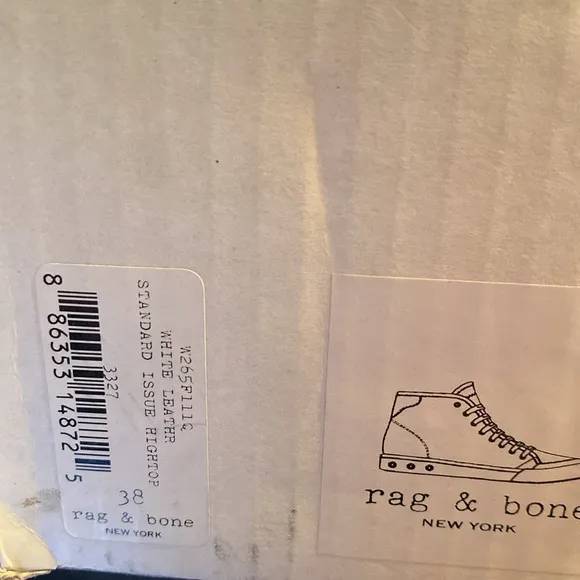 W265F111G
WHITE LEATHR
STANDARD ISSUE HIGHTOP
3327
8 86353 14872 5
38
rag & bone
NEW YORK
rag & bone
NEW YORK